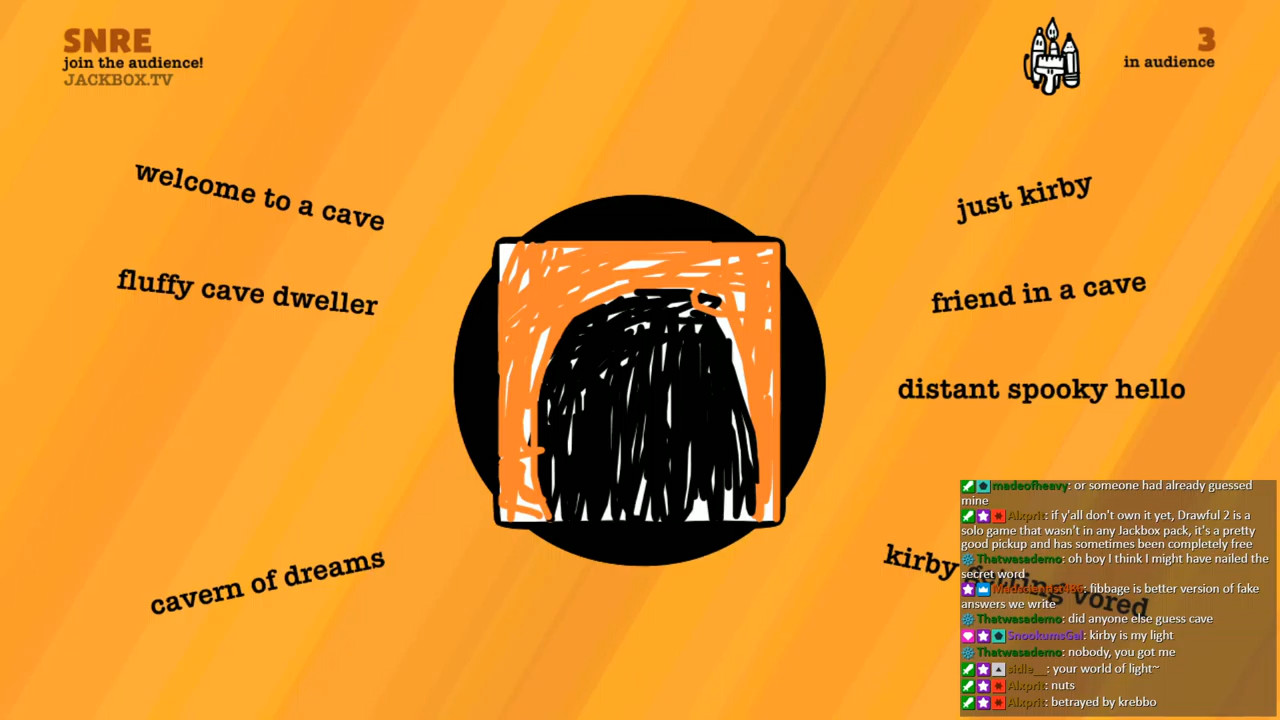 SNRE
join the audience!
JACKBOX.TV
3
in audience
welcome to a cave
fluffy cave dweller
cavern of dreams
just kirby
friend in a cave
distant spooky hello
kirby getting vored
madeofheavy: or someone had already guessed
mine
Alxprit: if y'all don't own it yet, Drawful 2 is a
solo game that wasn't in any Jackbox pack, it's a pretty
good pickup and has sometimes been completely free
Thatwasademo: oh boy I think I might have nailed the
secret word
fibbage is better version of fake
answers we write
Thatwasademo: did anyone else guess cave
SnookumsGal: kirby is my light
Thatwasademo: nobody, you got me
sidle__: your world of light~
Alxprit: nuts
Alxprit: betrayed by krebbo